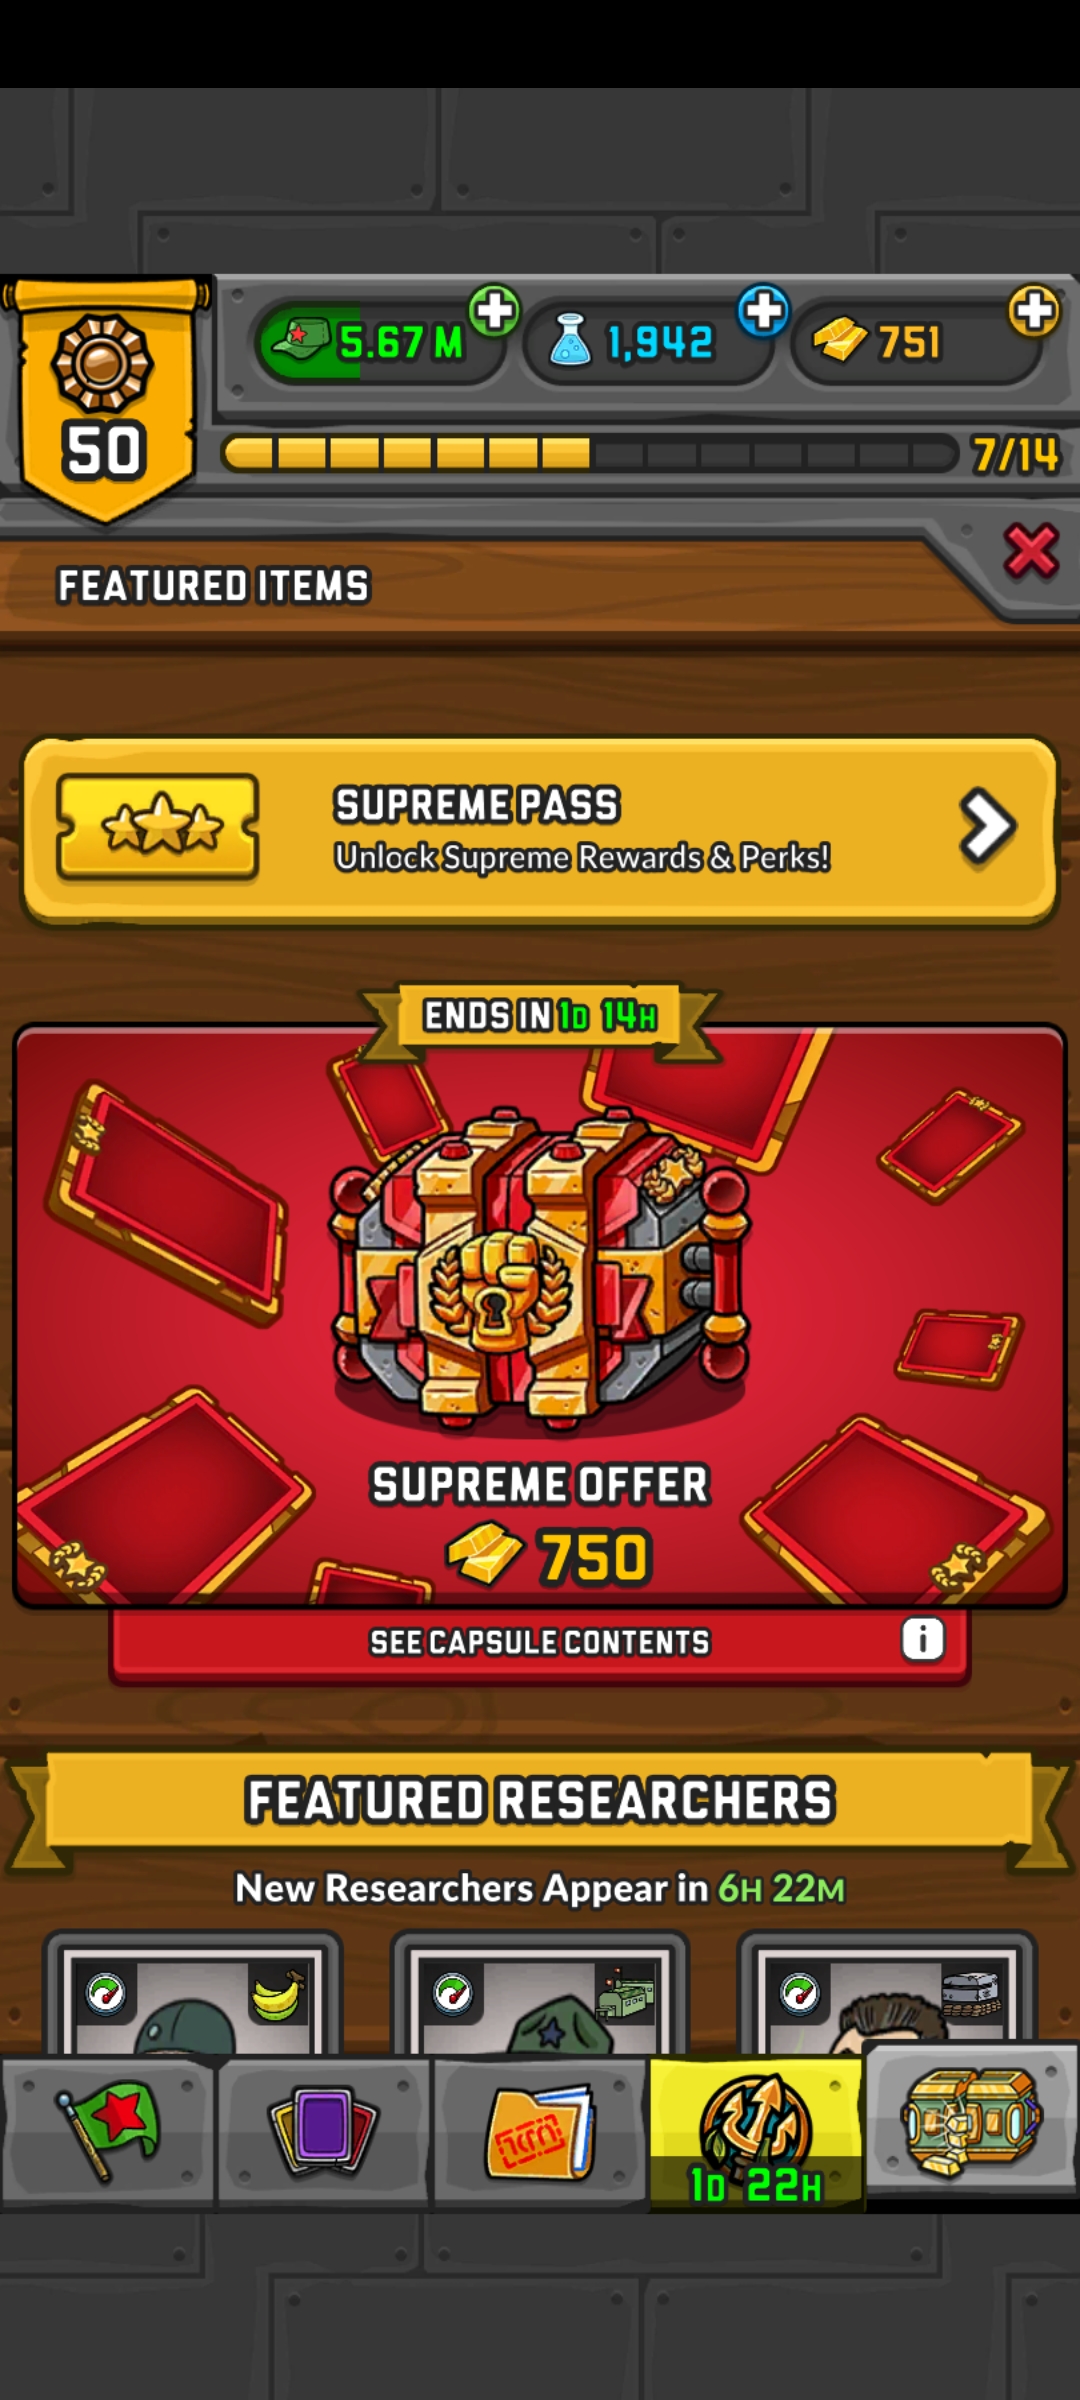 5.67 M
1,942
751
50
7/14
FEATURED ITEMS
SUPREME PASS
Unlock Supreme Rewards & Perks!
ENDS IN 1D 14H
SUPREME OFFER
750
SEE CAPSULE CONTENTS
i
FEATURED RESEARCHERS
New Researchers Appear in 6H 22M
1D 22H